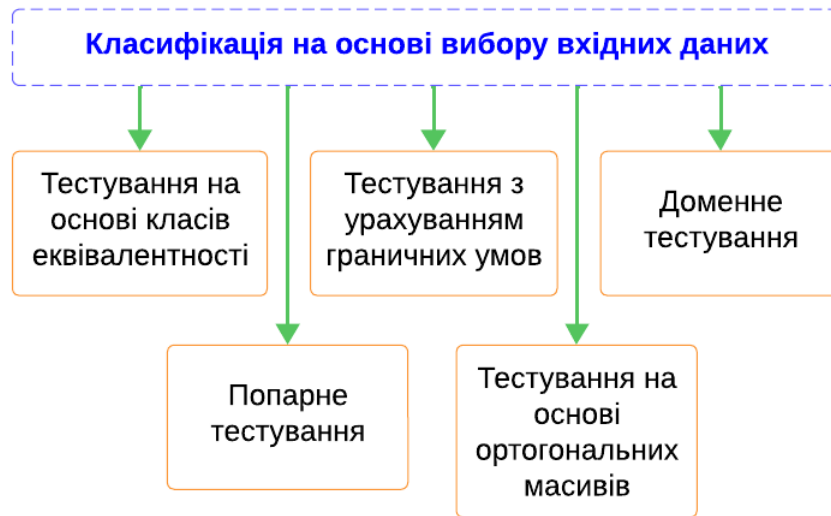 Класифікація на основі вибору вхідних даних
Тестування на
основі класів
еквівалентності
Тестування з
урахуванням
граничних умов
Доменне
тестування
Попарне
тестування
Тестування на
основі
ортогональних
масивів